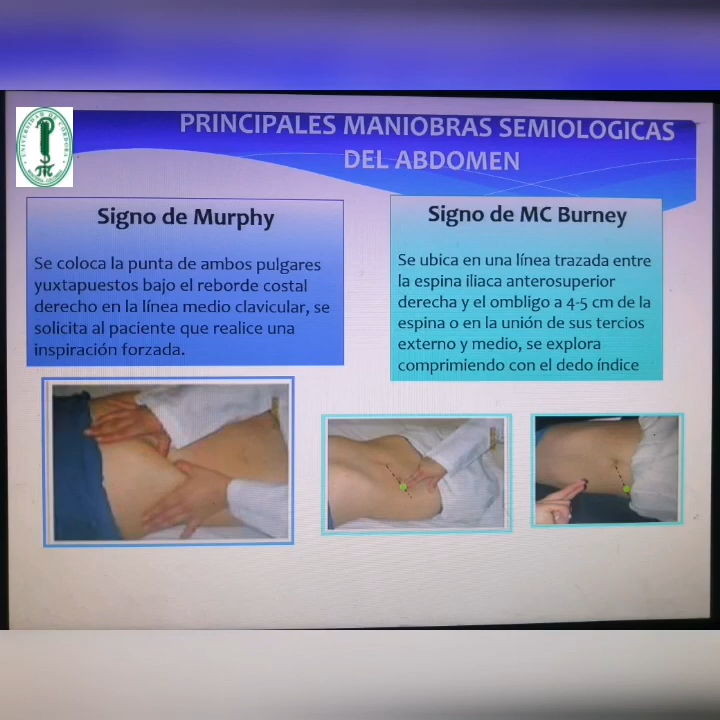 UNIVERSIDAD DE CORDOBA
PRINCIPALES MANIOBRAS SEMIOLOGICAS
DEL ABDOMEN
Signo de Murphy
Se coloca la punta de ambos pulgares
yuxtapuestos bajo el reborde costal
derecho en la línea medio clavicular, se
solicita al paciente que realice una
inspiración forzada.
Signo de MC Burney
Se ubica en una línea trazada entre
la espina iliaca anterosuperior
derecha y el ombligo a 4-5 cm de la
espina o en la unión de sus tercios
externo y medio, se explora
comprimiendo con el dedo índice